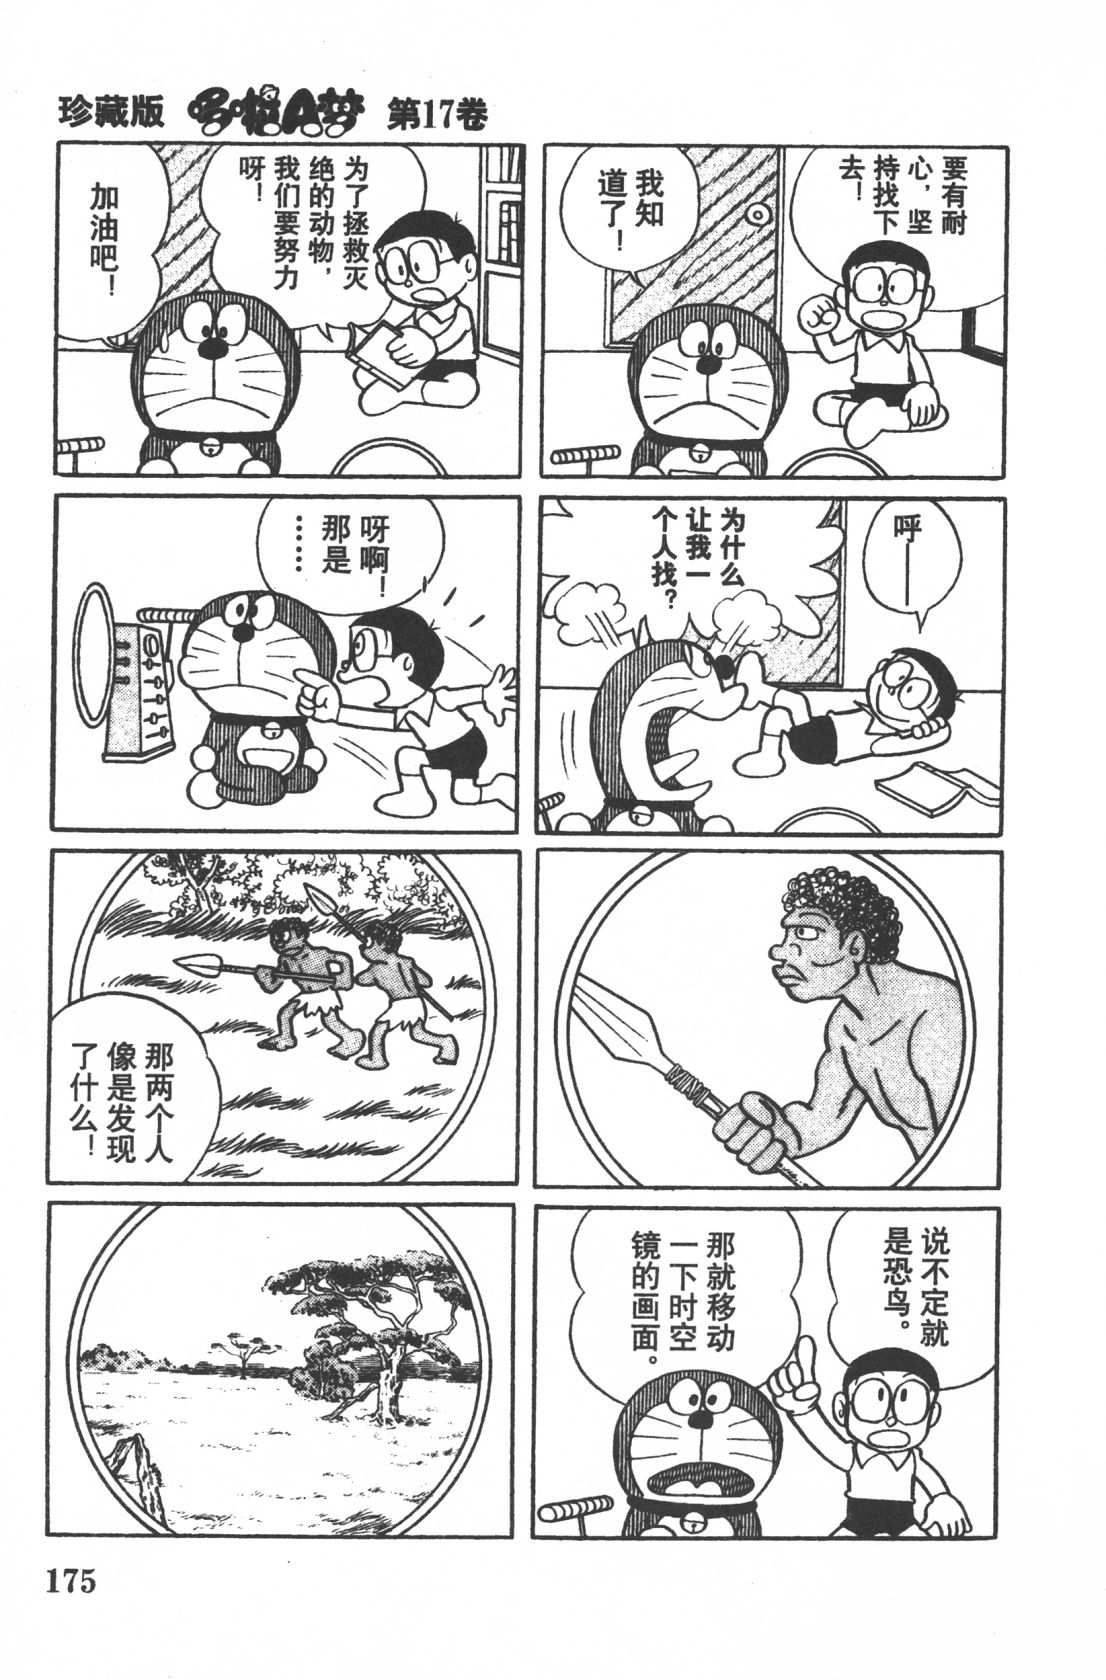 珍藏版 哆啦A梦 第17卷
要有耐
心，坚
持找下
去！
我知
道了！
为了拯救灭
绝的动物，
我们要努力
呀！
加油吧！
呼——
为什么
让我一
个人找？
呀啊！
那是
……
那两个人
像是发现
了什么！
说不定就
是恐鸟。
那就移动
一下时空
镜的画面。
175